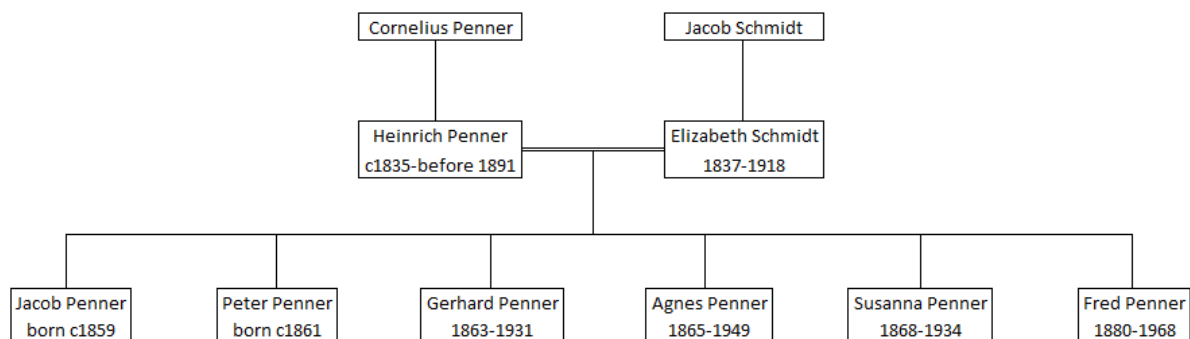 Cornelius Penner
Jacob Schmidt
Heinrich Penner
c1835-before 1891
Elizabeth Schmidt
1837-1918
Jacob Penner
born c1859
Peter Penner
born c1861
Gerhard Penner
1863-1931
Agnes Penner
1865-1949
Susanna Penner
1868-1934
Fred Penner
1880-1968